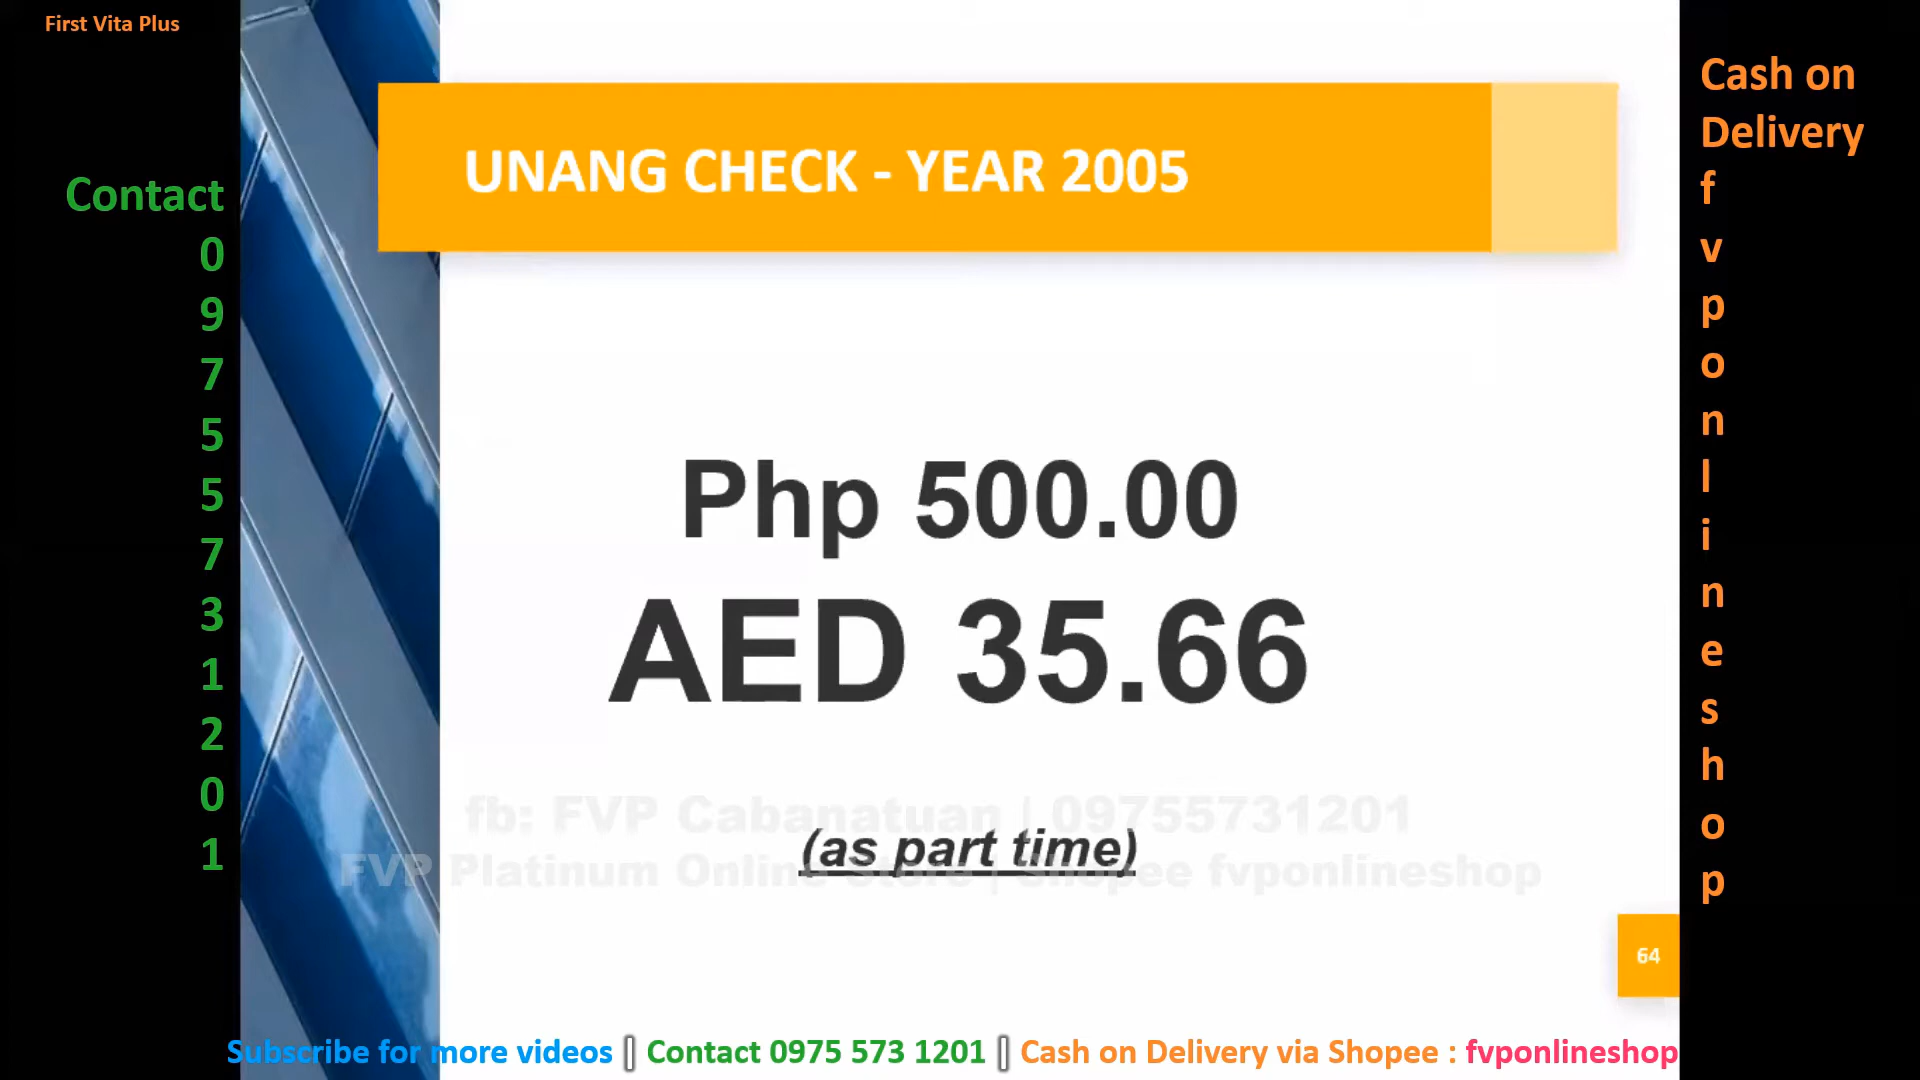 First Vita Plus
Contact
0
9
7
5
5
7
3
1
2
0
1
UNANG CHECK - YEAR 2005
Php 500.00
AED 35.66
(as part time)
fb: FVP Cabanatuan | 09755731201
FVP Platinum Online Store | Shopee fvponlineshop
64
Cash on
Delivery
f
v
p
o
n
l
i
n
e
s
h
o
p
Subscribe for more videos | Contact 0975 573 1201 | Cash on Delivery via Shopee : fvponlineshop